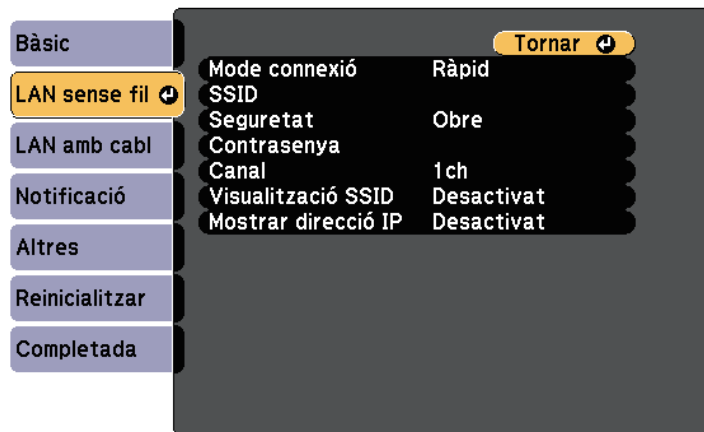 Bàsic
LAN sense fil
LAN amb cabl
Notificació
Altres
Reinicialitzar
Completada
Tornar
Mode connexió Ràpid
SSID
Seguretat Obre
Contrasenya
Canal 1ch
Visualització SSID Desactivat
Mostrar direcció IP Desactivat